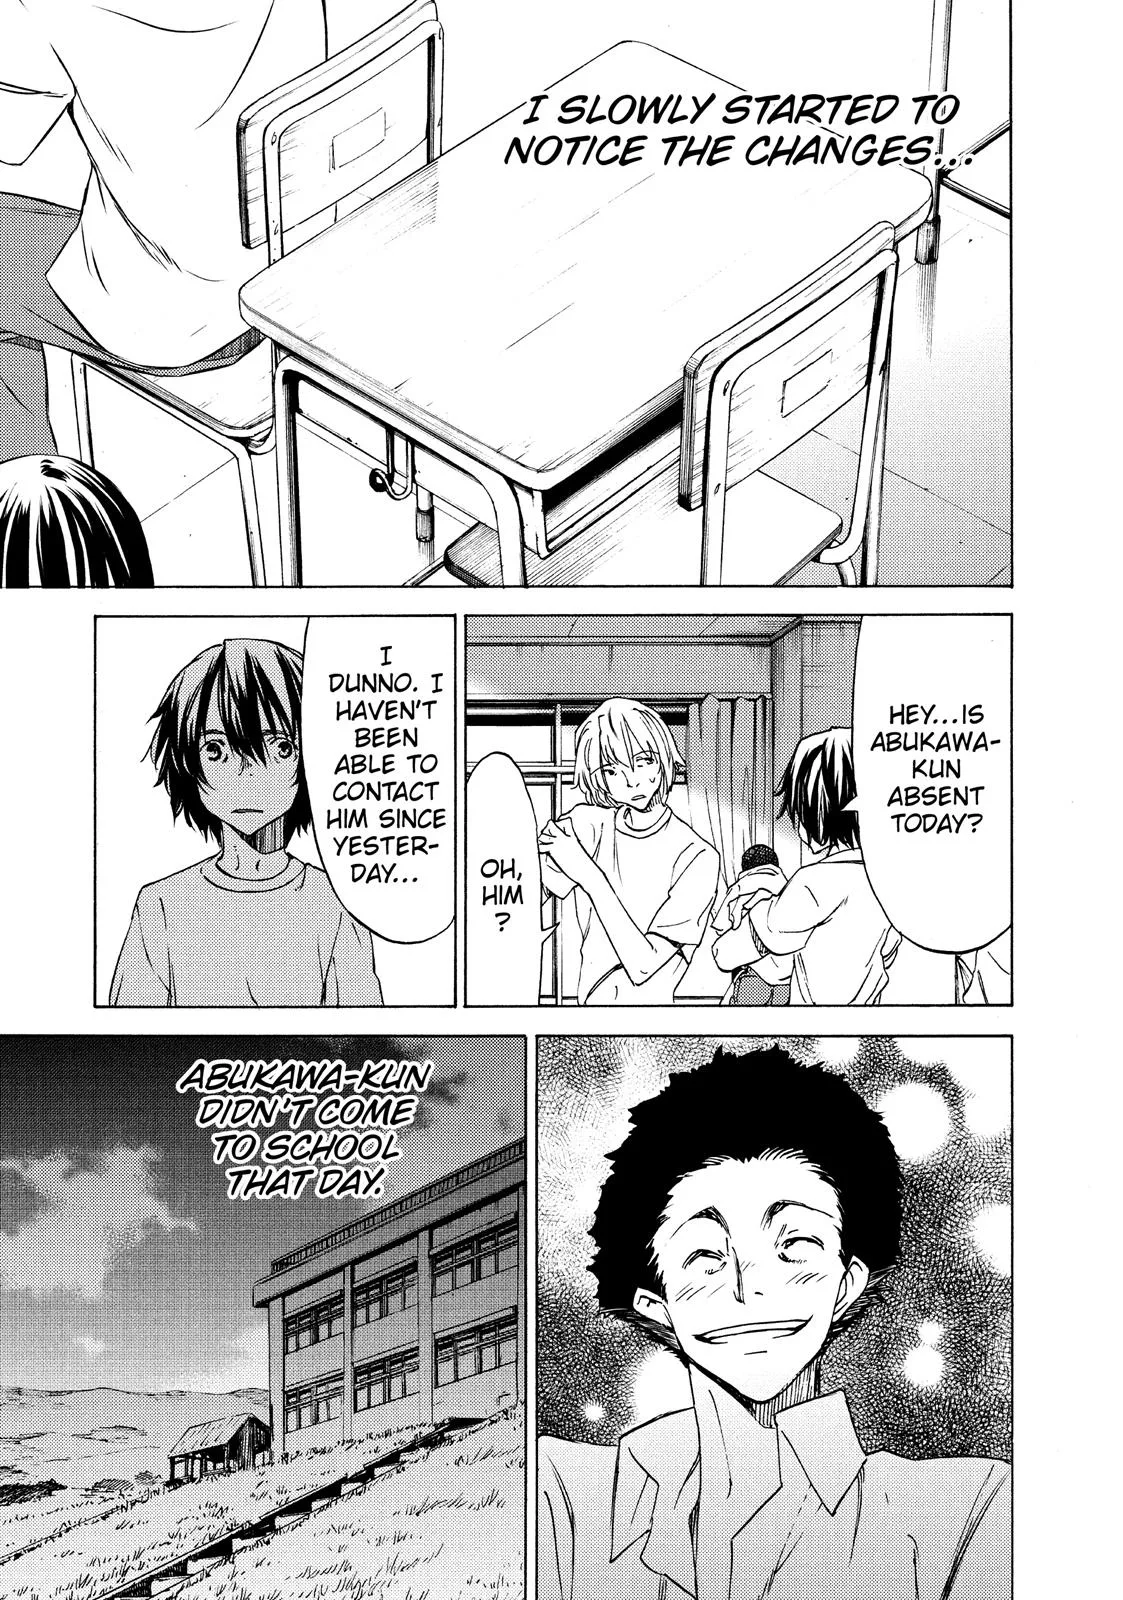 I SLOWLY STARTED TO
NOTICE THE CHANGES...
HEY...IS
ABUKAWA-
KUN
ABSENT
TODAY?
OH,
HIM
?
I
DUNNO. I
HAVEN'T
BEEN
ABLE TO
CONTACT
HIM SINCE
YESTER-
DAY...
ABUKAWA-KUN
DIDN'T COME
TO SCHOOL
THAT DAY.